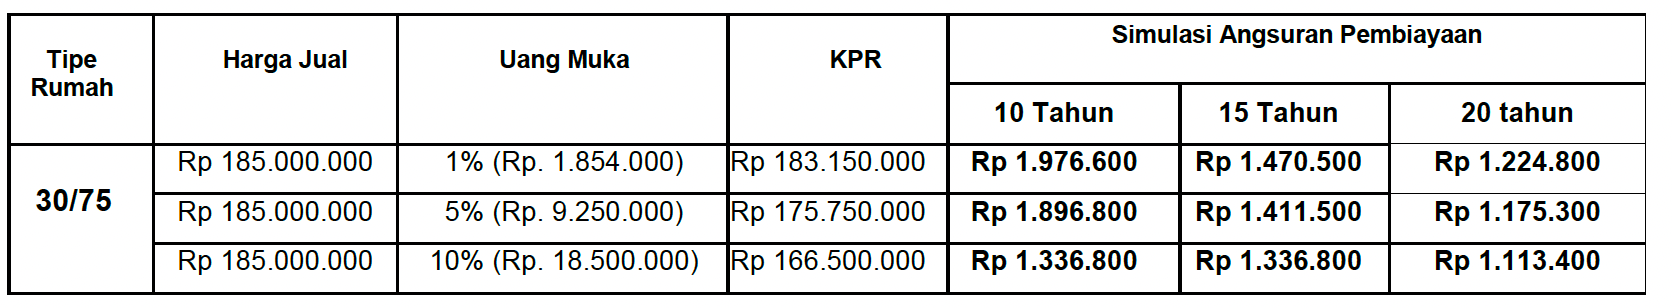 Tipe Rumah Harga Jual Uang Muka KPR Simulasi Angsuran Pembiayaan
10 Tahun 15 Tahun 20 tahun
30/75
Rp 185.000.000 1% (Rp. 1.854.000) Rp 183.150.000 Rp 1.976.600 Rp 1.470.500 Rp 1.224.800
Rp 185.000.000 5% (Rp. 9.250.000) Rp 175.750.000 Rp 1.896.800 Rp 1.411.500 Rp 1.175.300
Rp 185.000.000 10% (Rp. 18.500.000) Rp 166.500.000 Rp 1.336.800 Rp 1.336.800 Rp 1.113.400